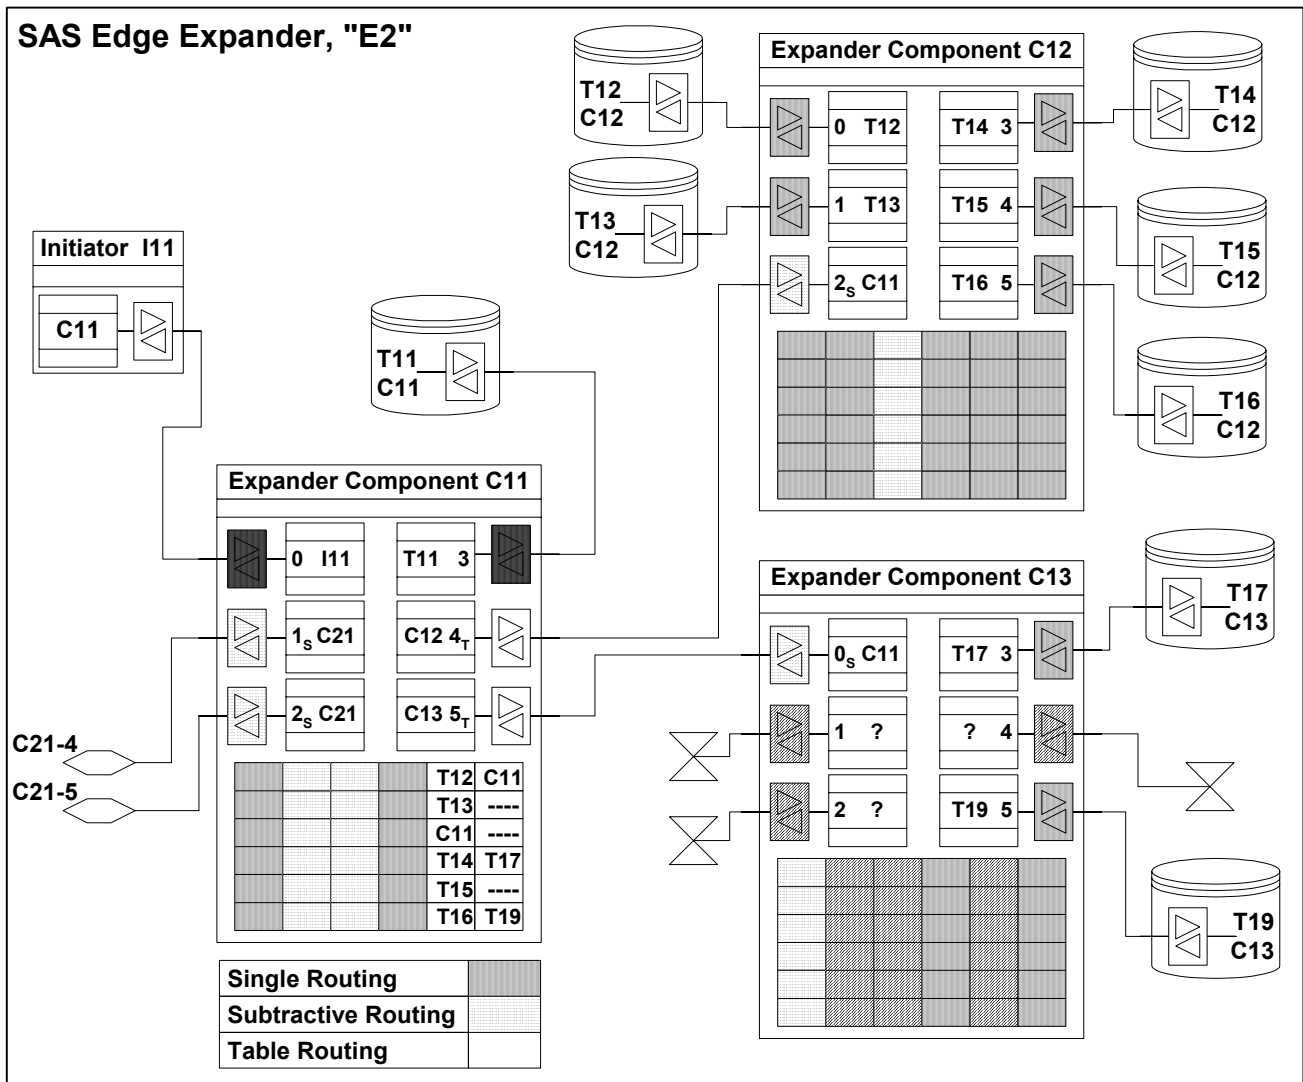 SAS Edge Expander, "E2"
T12
C12
T13
C12
Expander Component C12
0 T12
T14 3
1 T13
T15 4
2S C11
T16 5
T14
C12
T15
C12
T16
C12
Initiator I11
C11
T11
C11
Expander Component C11
0 I11
T11 3
1S C21
C12 4T
2S C21
C13 5T
C21-4
C21-5
T12 C11
T13 ----
C11 ----
T14 T17
T15 ----
T16 T19
Single Routing
Subtractive Routing
Table Routing
Expander Component C13
0S C11
T17 3
1 ?
? 4
2 ?
T19 5
T17
C13
T19
C13